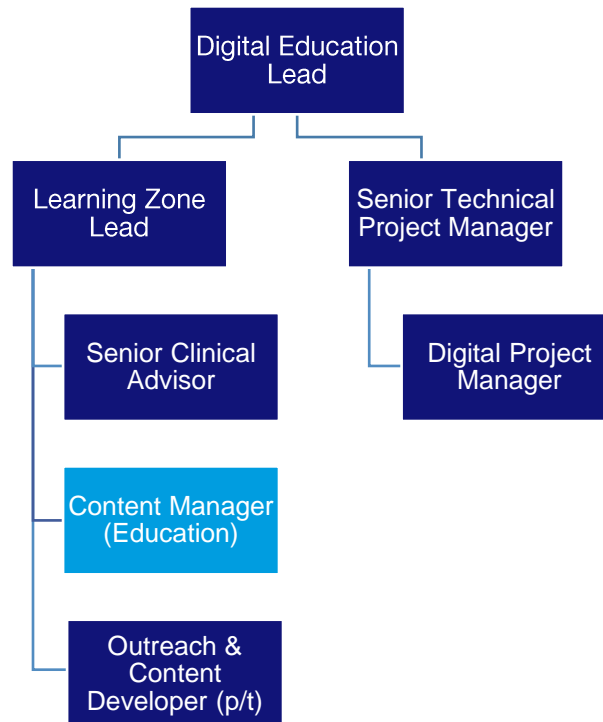 Digital Education
Lead
Learning Zone
Lead
Senior Technical
Project Manager
Senior Clinical
Advisor
Digital Project
Manager
Content Manager
(Education)
Outreach &
Content
Developer (p/t)